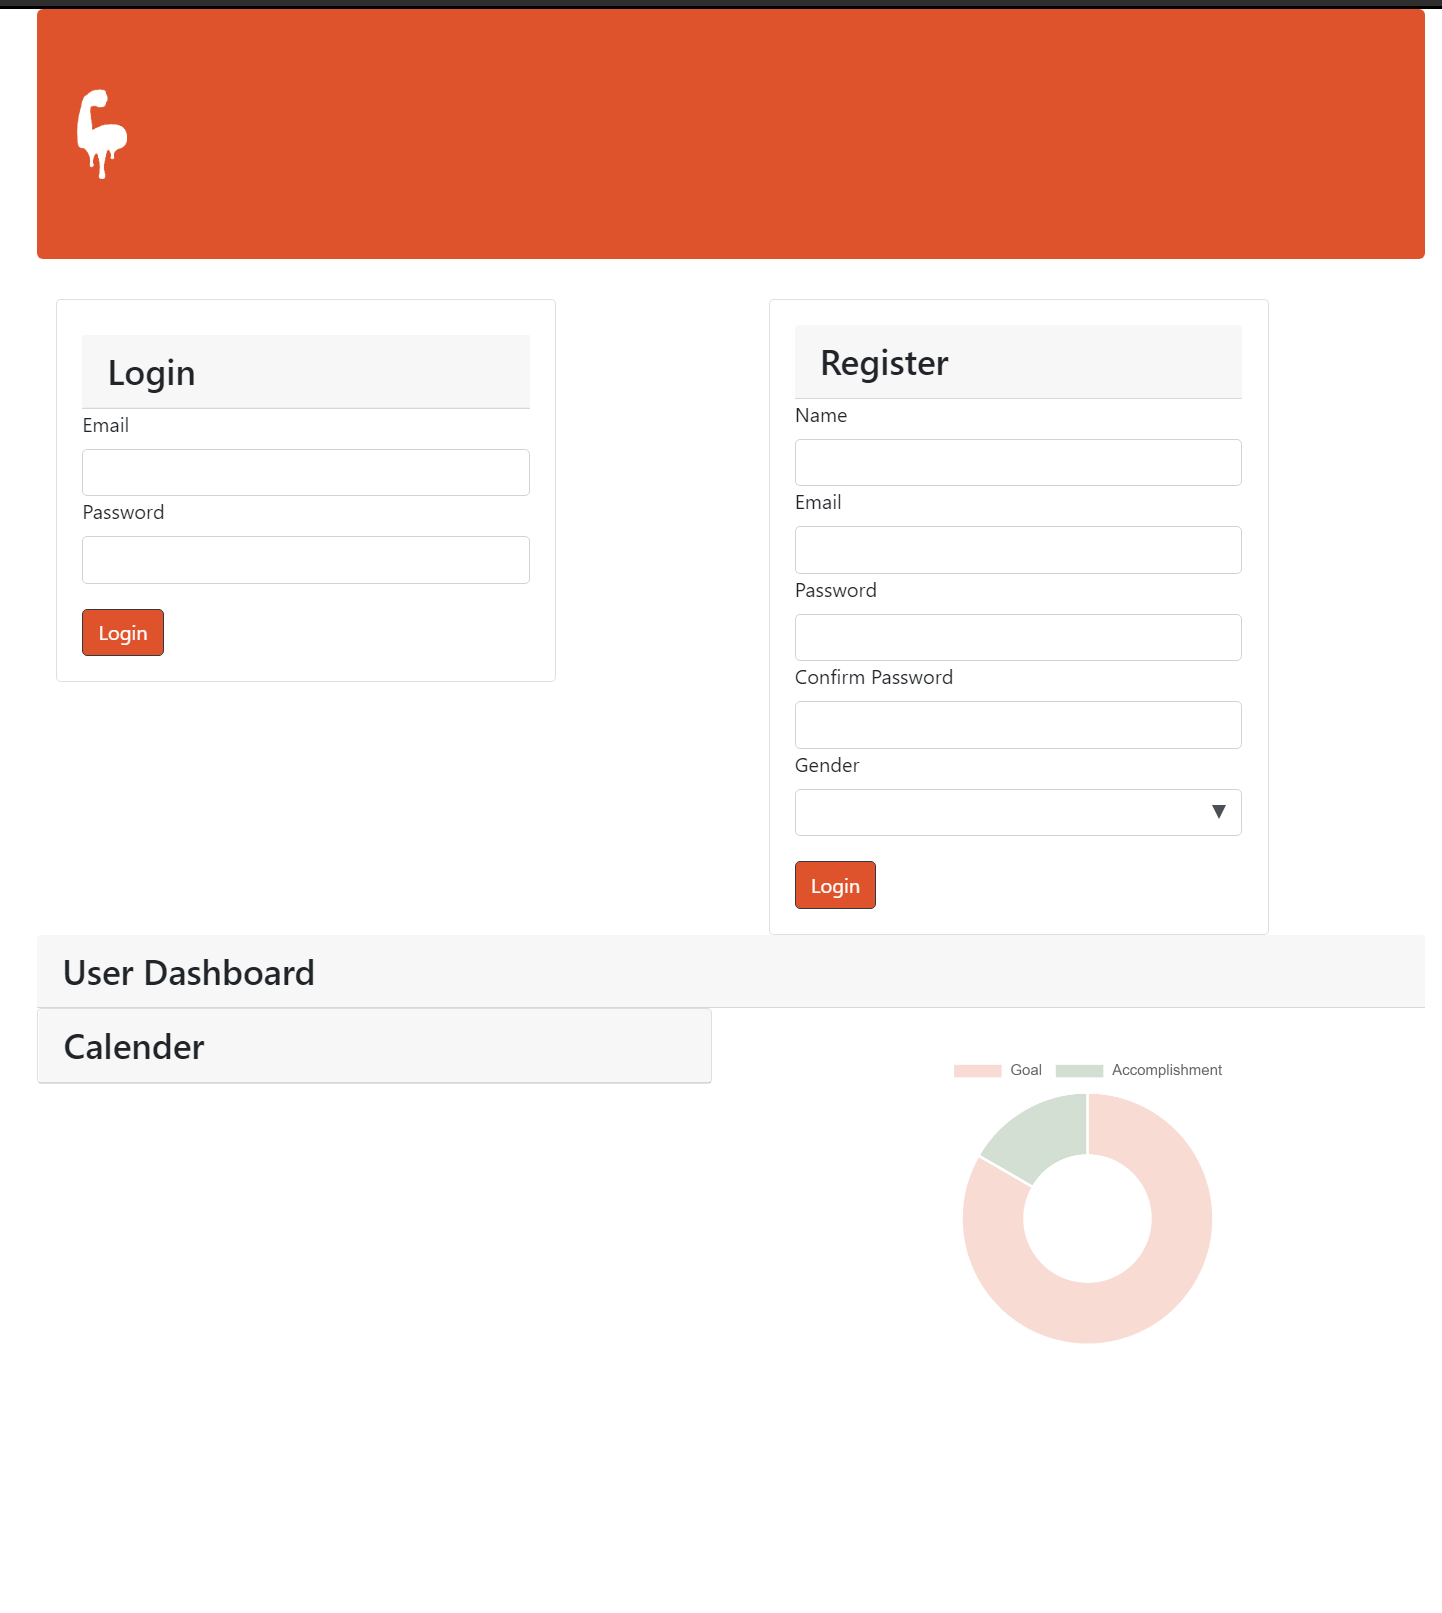 Login
Email
Password
Login
Register
Name
Email
Password
Confirm Password
Gender
Login
User Dashboard
Calender
Goal Accomplishment